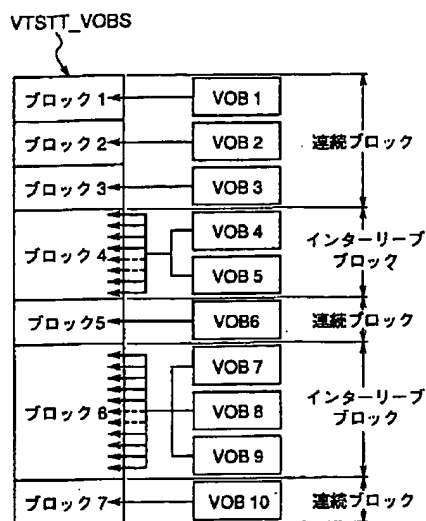 VTSTT_VOBS
ブロック 1
VOB 1
ブロック 2
VOB 2
連続ブロック
ブロック 3
VOB 3
ブロック 4
VOB 4
VOB 5
インターリーブ
ブロック
ブロック5
VOB6
連続ブロック
ブロック 6
VOB 7
VOB 8
VOB 9
インターリーブ
ブロック
ブロック 7
VOB 10
連続ブロック